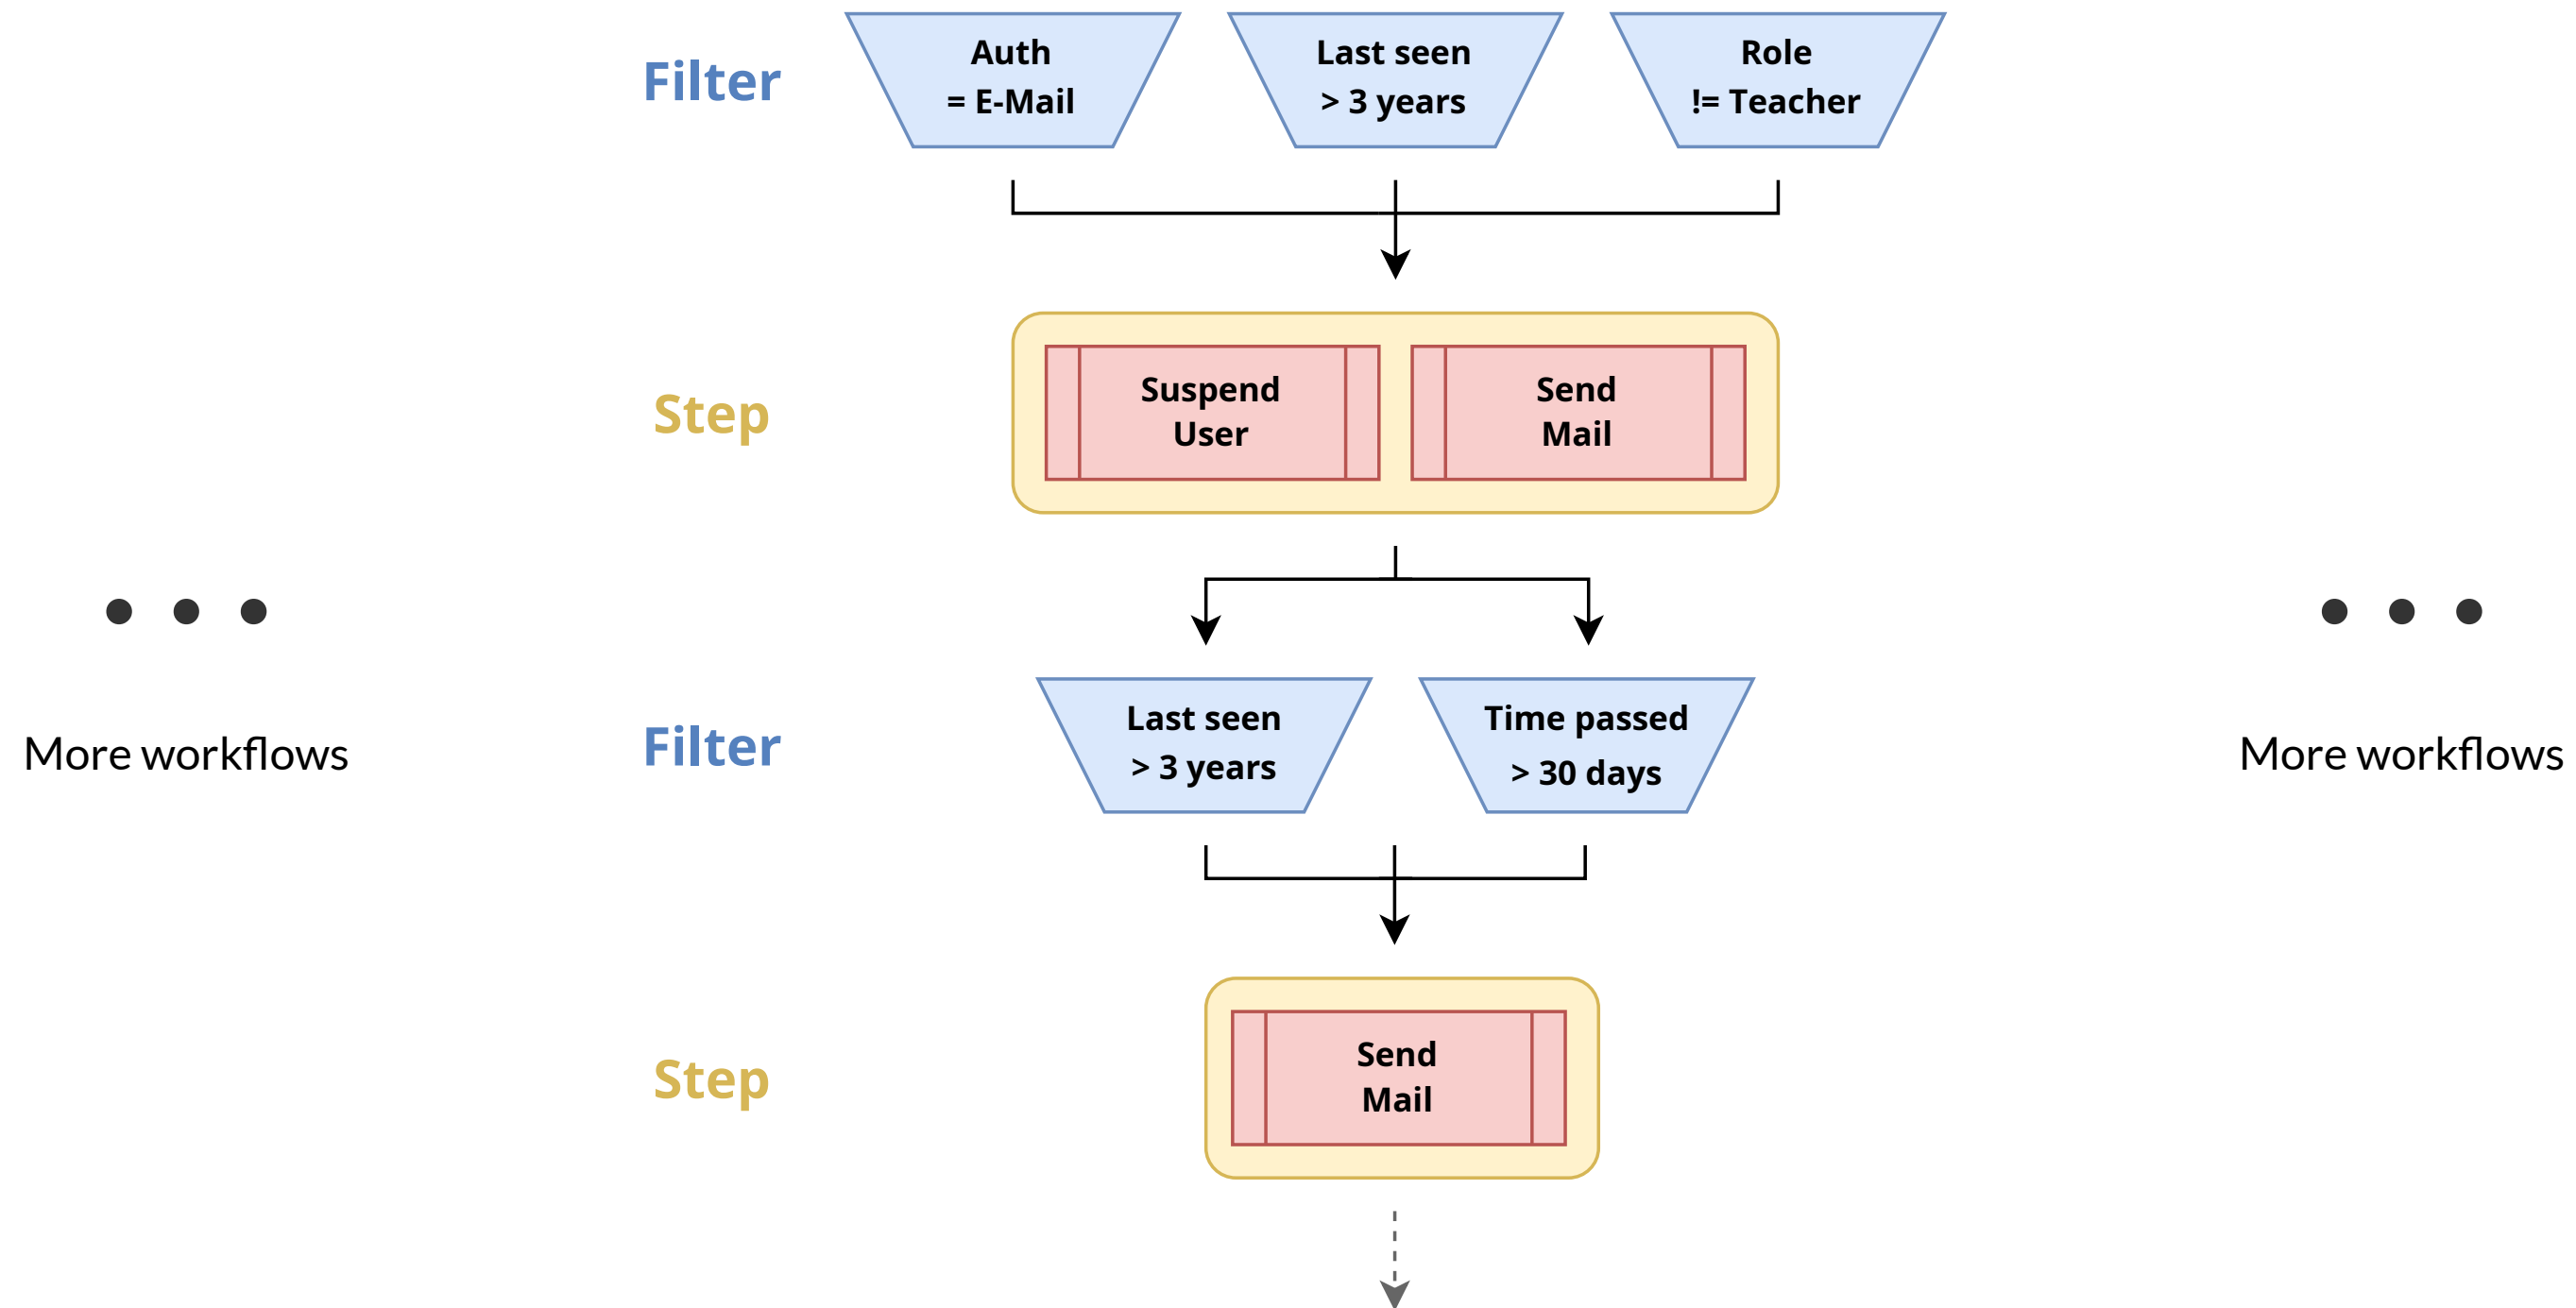 Filter
Auth
= E-Mail
Last seen
> 3 years
Role
!= Teacher
Step
Suspend
User
Send
Mail
More workflows
Filter
Last seen
> 3 years
Time passed
> 30 days
More workflows
Step
Send
Mail